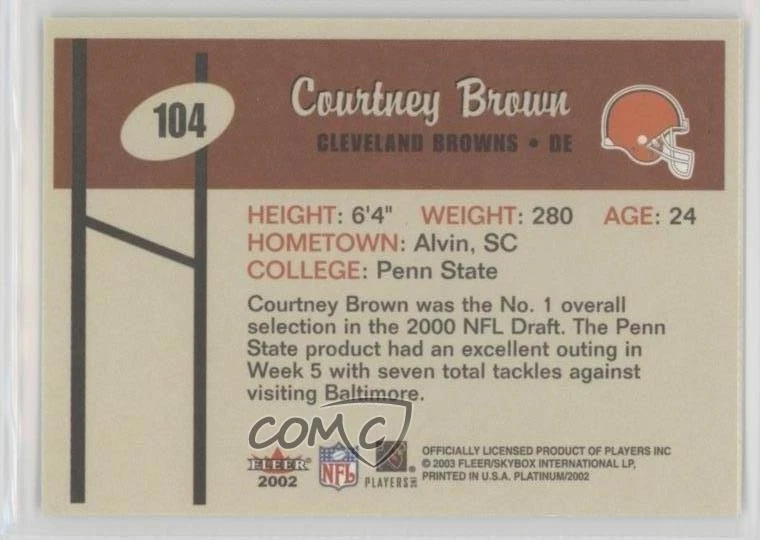 104
Courtney Brown
CLEVELAND BROWNS • DE
HEIGHT: 6'4" WEIGHT: 280 AGE: 24
HOMETOWN: Alvin, SC
COLLEGE: Penn State
Courtney Brown was the No. 1 overall
selection in the 2000 NFL Draft. The Penn
State product had an excellent outing in
Week 5 with seven total tackles against
visiting Baltimore.
COMC
FLEER
2002
NFL
PLAYERS INC
OFFICIALLY LICENSED PRODUCT OF PLAYERS INC
© 2003 FLEER/SKYBOX INTERNATIONAL LP,
PRINTED IN U.S.A. PLATINUM/2002